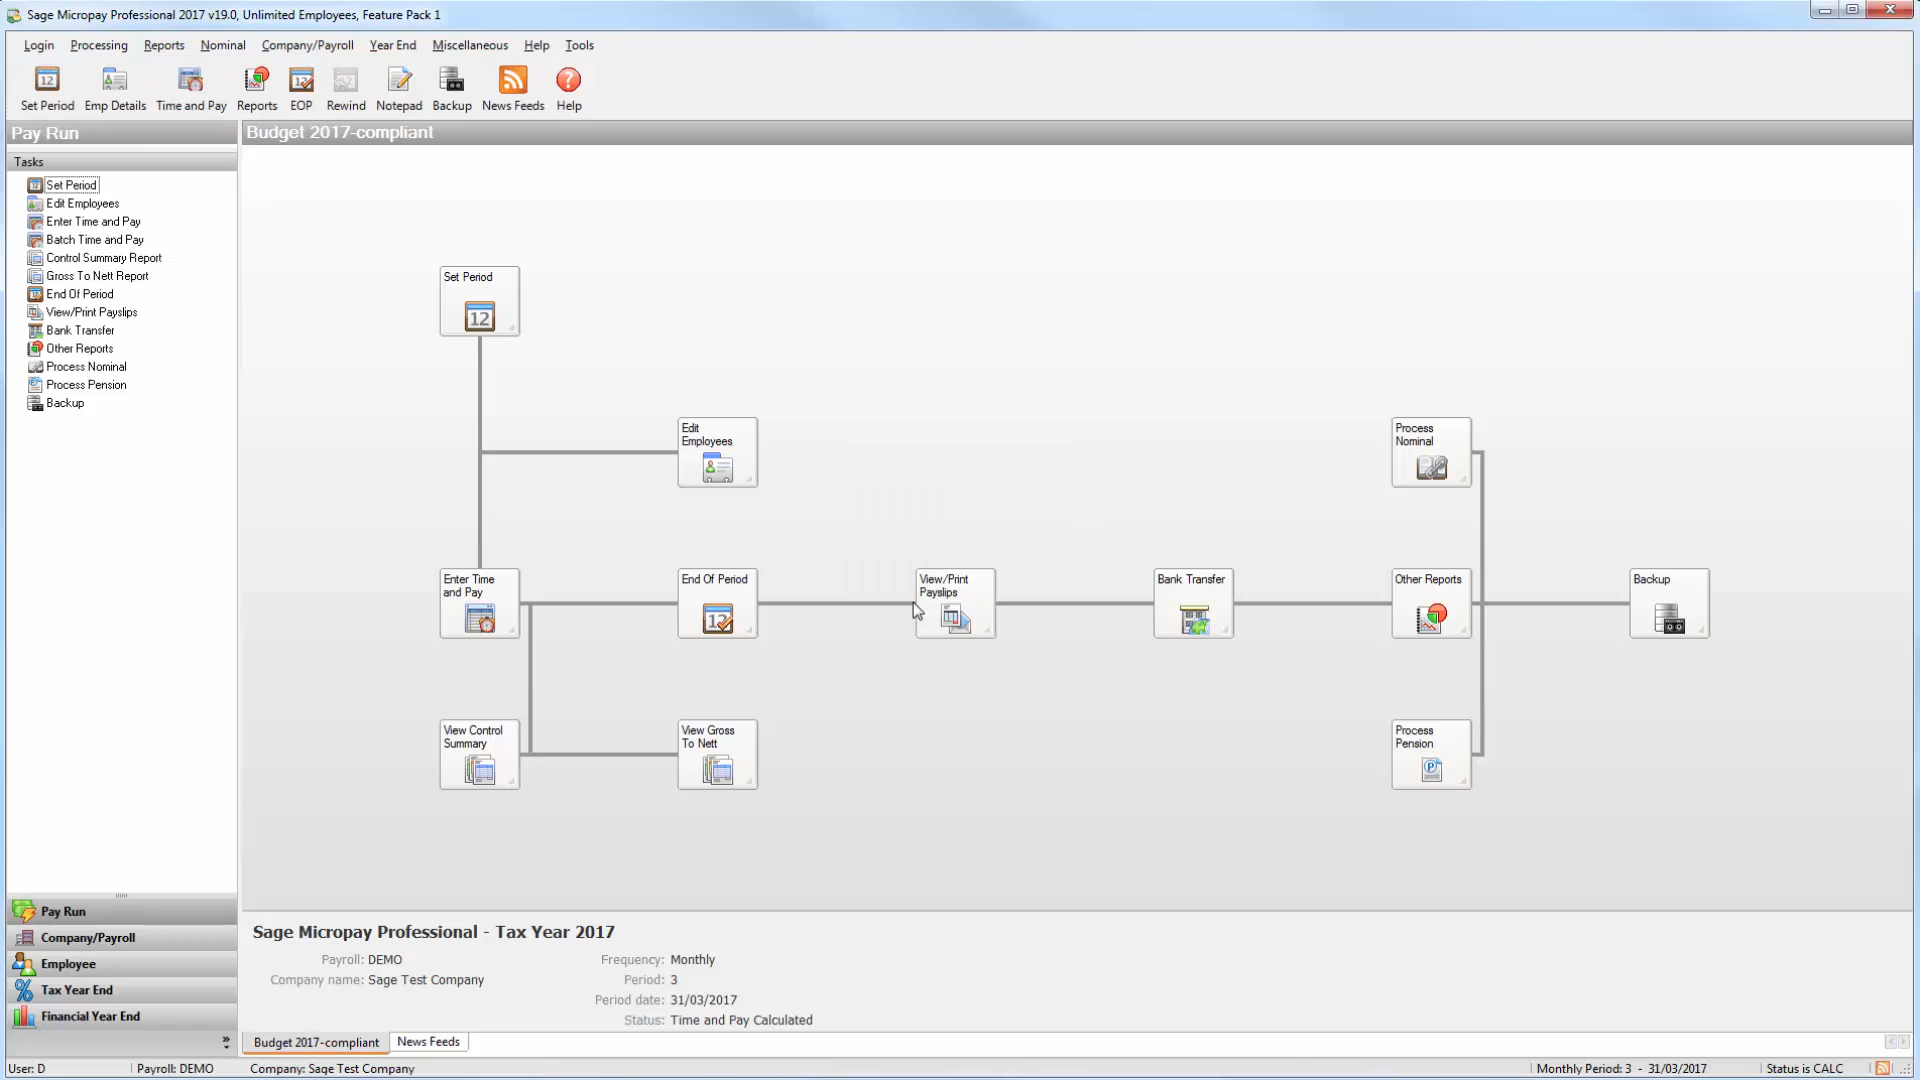 Sage Micropay Professional 2017 v19.0, Unlimited Employees, Feature Pack 1
Login Processing Reports Nominal Company/Payroll Year End Miscellaneous Help Tools
12 12
Set Period Emp Details Time and Pay Reports EOP Rewind Notepad Backup News Feeds Help
Pay Run
Tasks
Set Period
Edit Employees
Enter Time and Pay
Batch Time and Pay
Control Summary Report
Gross To Nett Report
End Of Period
View/Print Payslips
Bank Transfer
Other Reports
Process Nominal
Process Pension
Backup
Pay Run
Company/Payroll
Employee
Tax Year End
Financial Year End
Budget 2017-compliant
Set Period
12
Edit
Employees
Process
Nominal
Enter Time
and Pay
End Of Period
12
View/Print
Payslips
Bank Transfer
Other Reports
Backup
View Control
Summary
View Gross
To Nett
Process
Pension
P
Sage Micropay Professional - Tax Year 2017
Payroll: DEMO
Company name: Sage Test Company
Frequency: Monthly
Period: 3
Period date: 31/03/2017
Status: Time and Pay Calculated
Budget 2017-compliant News Feeds
User: D Payroll: DEMO Company: Sage Test Company Monthly Period: 3 - 31/03/2017 Status is CALC